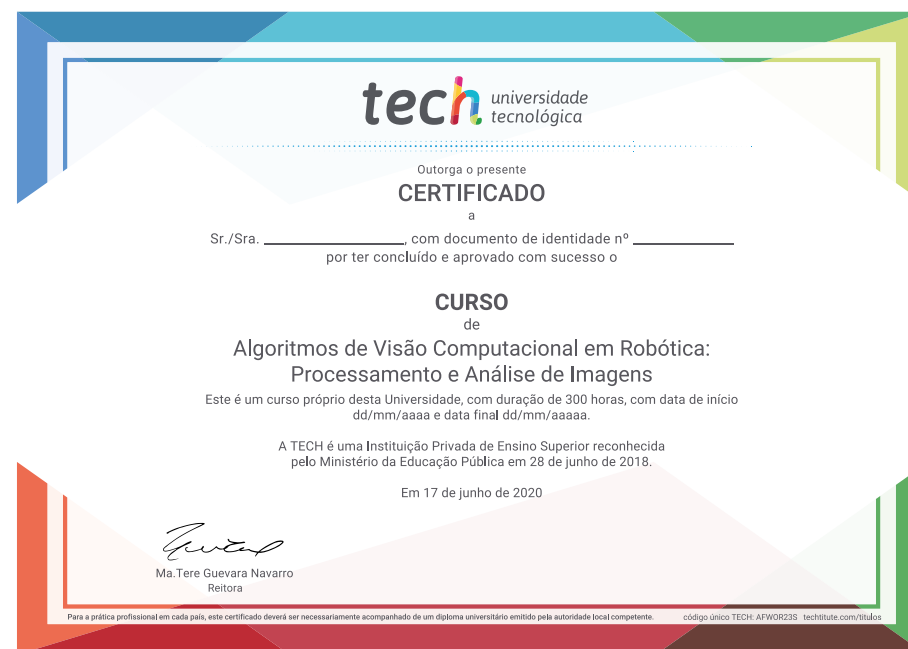 tech universidade
tecnológica
Outorga o presente
CERTIFICADO
a
Sr./Sra. ______________, com documento de identidade nº __________
por ter concluído e aprovado com sucesso o
CURSO
de
Algoritmos de Visão Computacional em Robótica:
Processamento e Análise de Imagens
Este é um curso próprio desta Universidade, com duração de 300 horas, com data de início
dd/mm/aaaa e data final dd/mm/aaaaa.
A TECH é uma Instituição Privada de Ensino Superior reconhecida
pelo Ministério da Educação Pública em 28 de junho de 2018.
Em 17 de junho de 2020
Ma.Tere Guevara Navarro
Reitora
Para a prática profissional em cada país, este certificado deverá ser necessariamente acompanhado de um diploma universitário emitido pela autoridade local competente. código único TECH: AFWOR23S techtitute.com/titulos